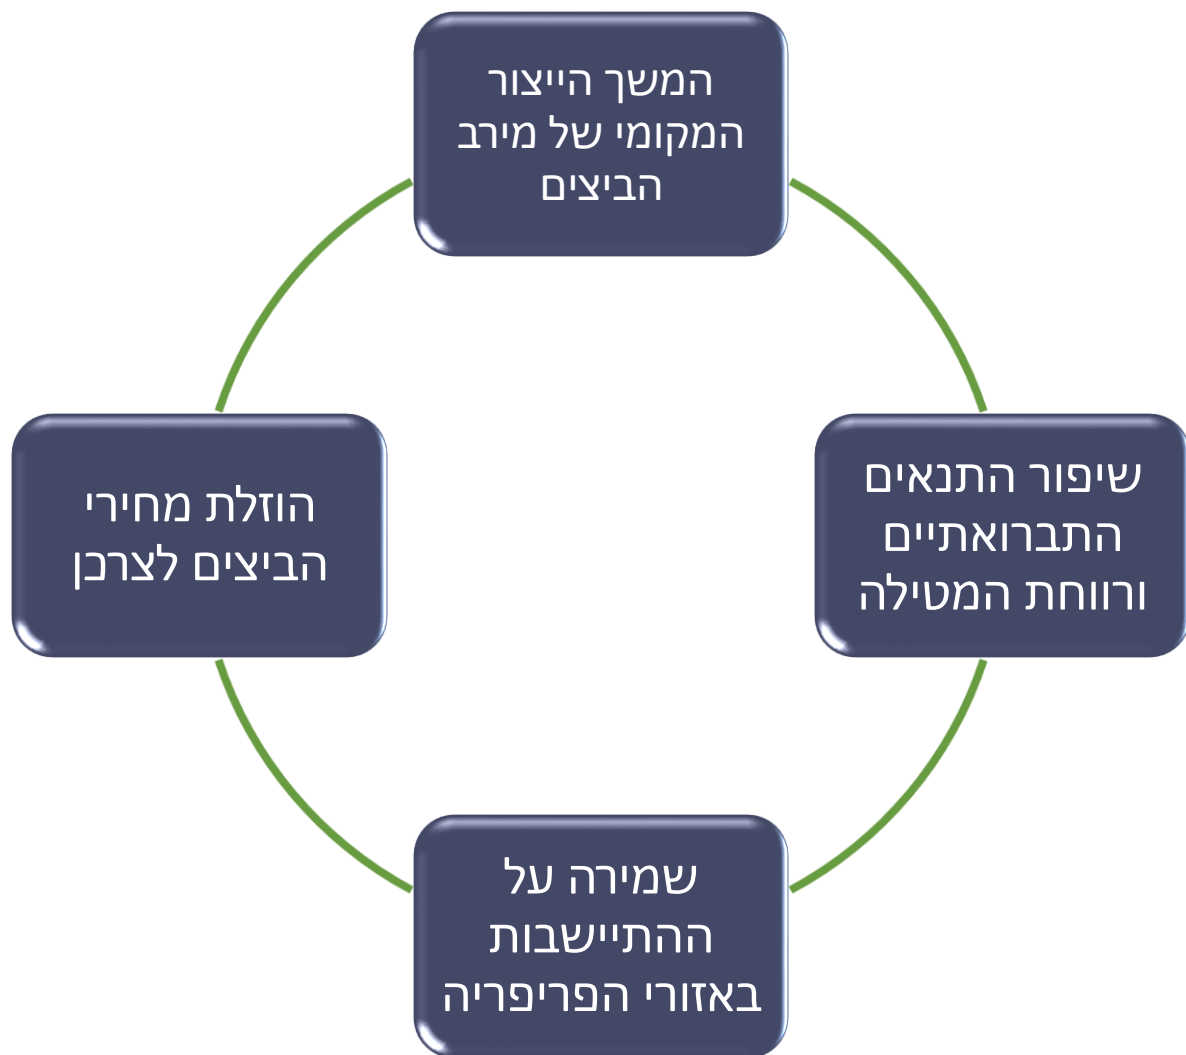 המשך הייצור
המקומי של מירב
הביצים
שיפור התנאים
התברואתיים
ורווחת המטילה
שמירה על
ההתיישבות
באזורי הפריפריה
הוזלת מחירי
הביצים לצרכן